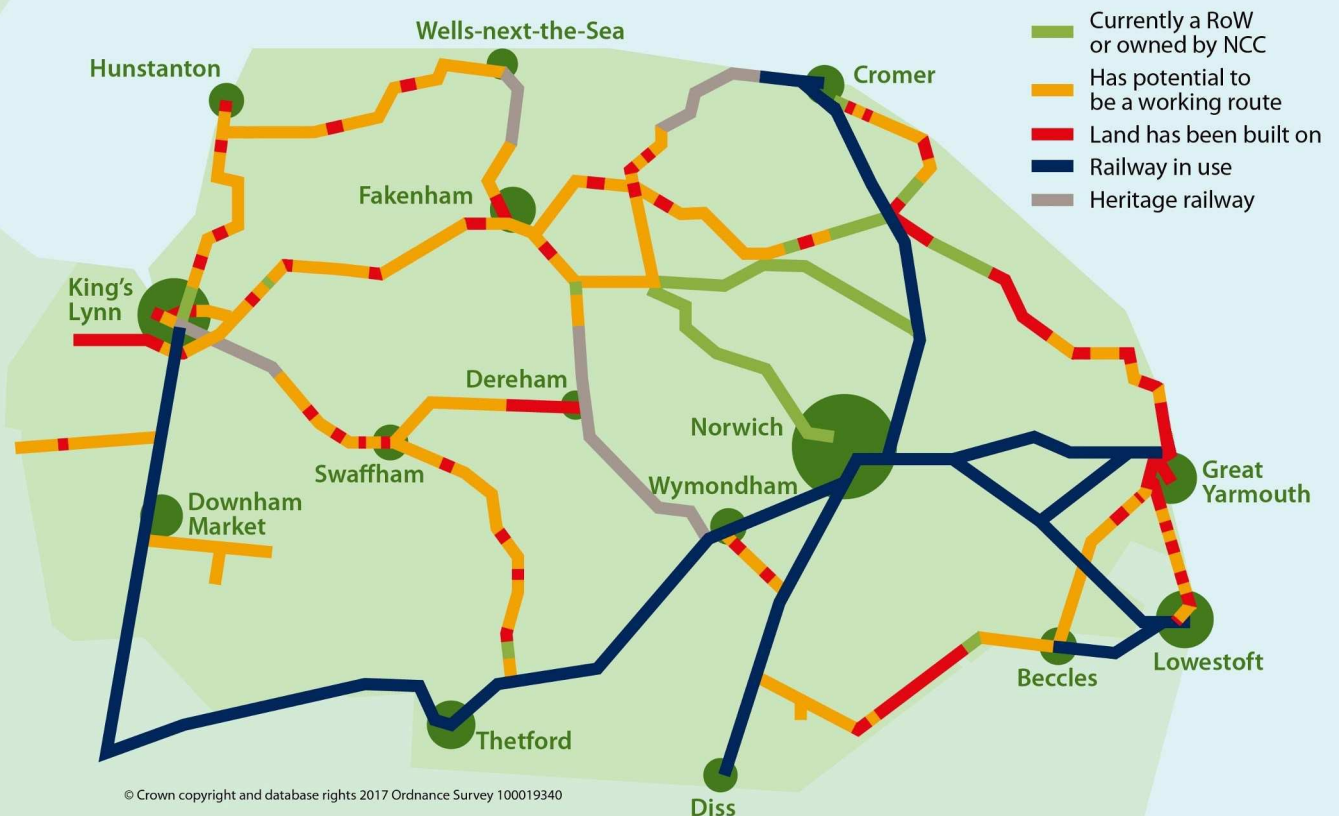 Wells-next-the-Sea
Hunstanton
Cromer
Currently a RoW
or owned by NCC
Has potential to
be a working route
Land has been built on
Railway in use
Heritage railway
Fakenham
King's
Lynn
Dereham
Norwich
Swaffham
Wymondham
Great
Yarmouth
Downham
Market
Lowestoft
Beccles
Thetford
© Crown copyright and database rights 2017 Ordnance Survey 100019340
Diss